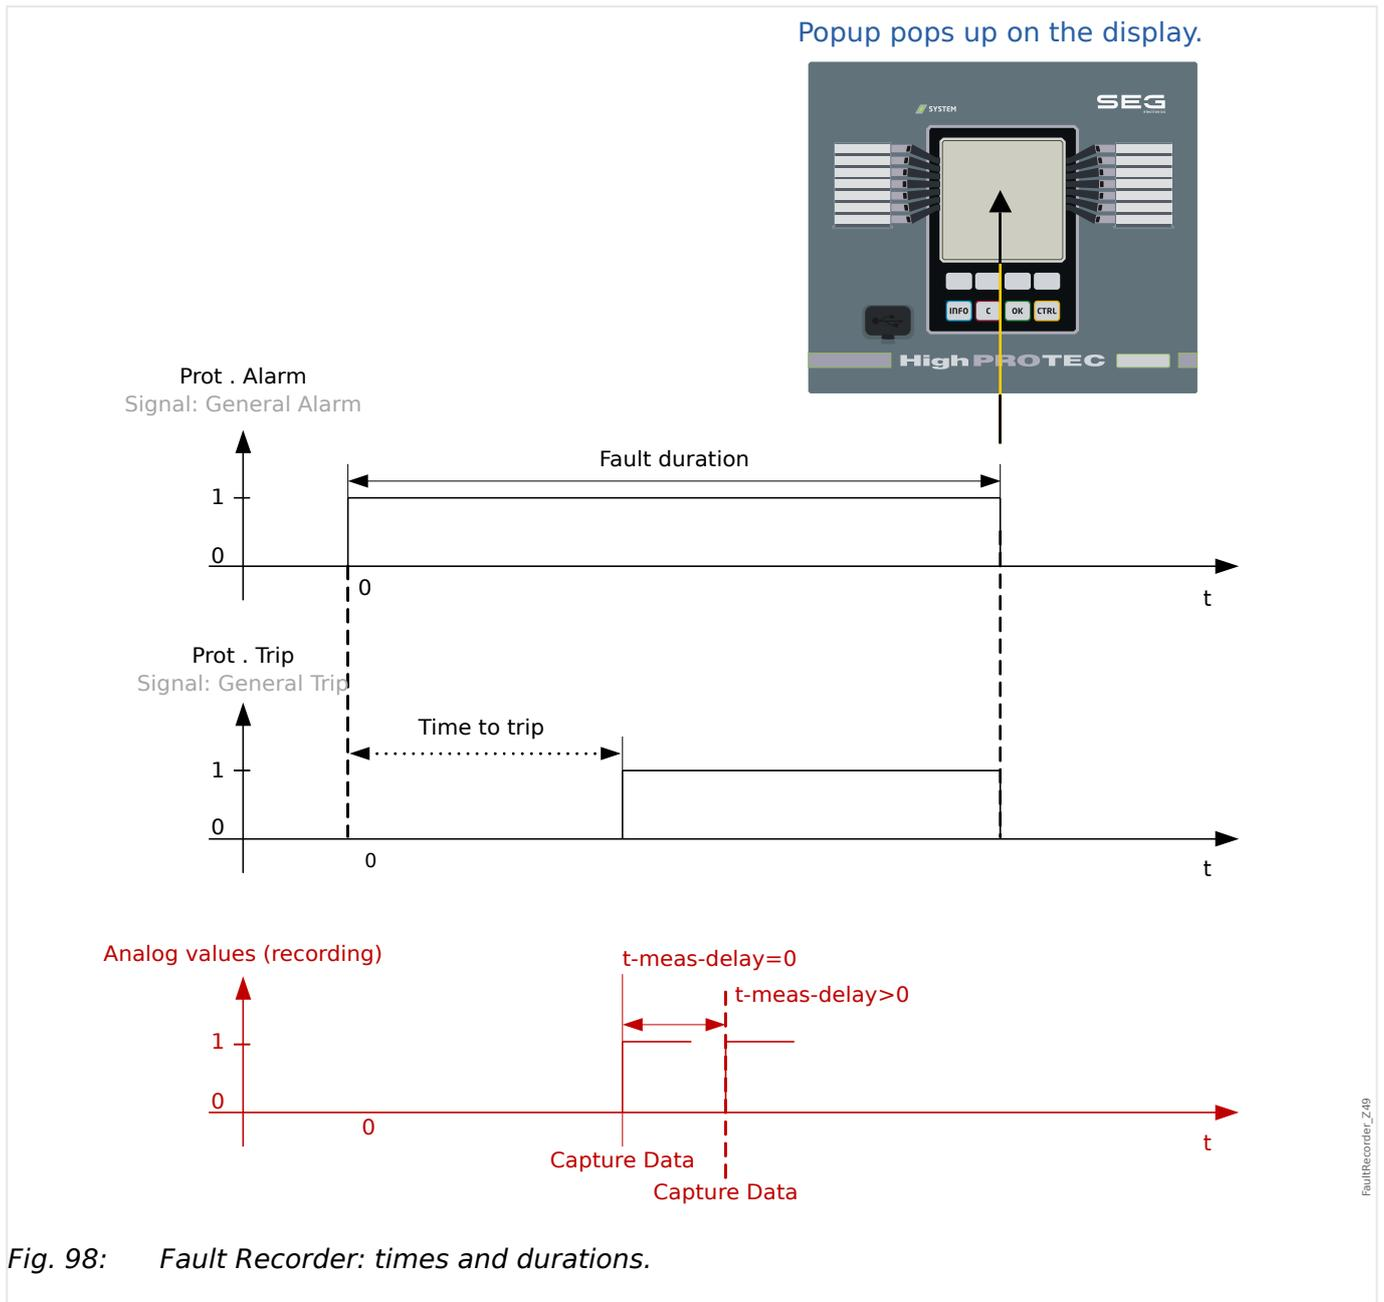 Popup pops up on the display.
SYSTEM
SEG
INFO
C
OK
CTRL
HighPROTEC
Prot . Alarm
Signal: General Alarm
Fault duration
1
0
0
t
Prot . Trip
Signal: General Trip
Time to trip
1
0
0
t
Analog values (recording)
t-meas-delay=0
t-meas-delay>0
1
0
0
t
Capture Data
Capture Data
FaultRecorder_Z49
Fig. 98: Fault Recorder: times and durations.